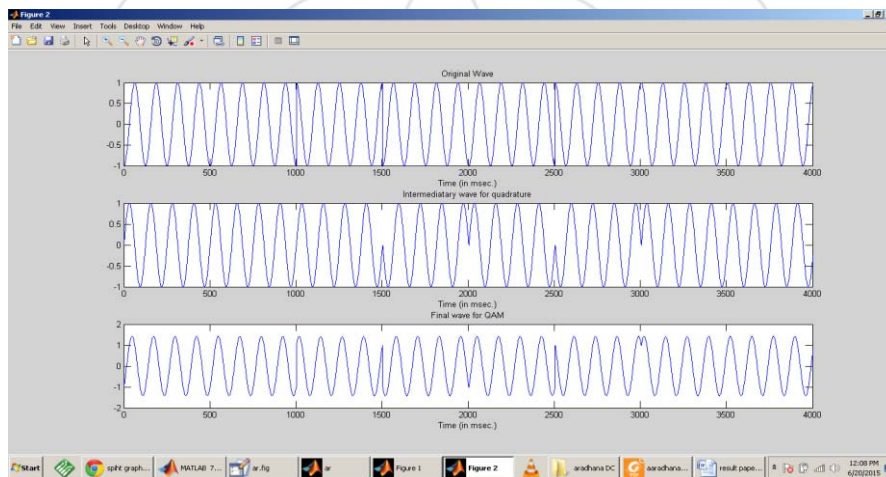 Figure 2
File Edit View Insert Tools Desktop Window Help
Original Wave
1
0.5
0
-0.5
-1
0 500 1000 1500 2000 2500 3000 3500 4000
Time (in msec.)
Intermediatary wave for quadrature
1
0.5
0
-0.5
-1
0 500 1000 1500 2000 2500 3000 3500 4000
Time (in msec.)
Final wave for QAM
2
1
0
-1
-2
0 500 1000 1500 2000 2500 3000 3500 4000
Time (in msec.)
Start spiht graph... MATLAB 7... ar.fig ar Figure 1 Figure 2 aradhana DC aaradhana... result pape... 12:08 PM
6/20/2015